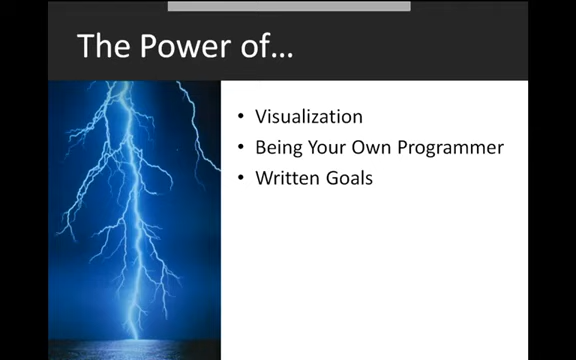 The Power of…
• Visualization
• Being Your Own Programmer
• Written Goals